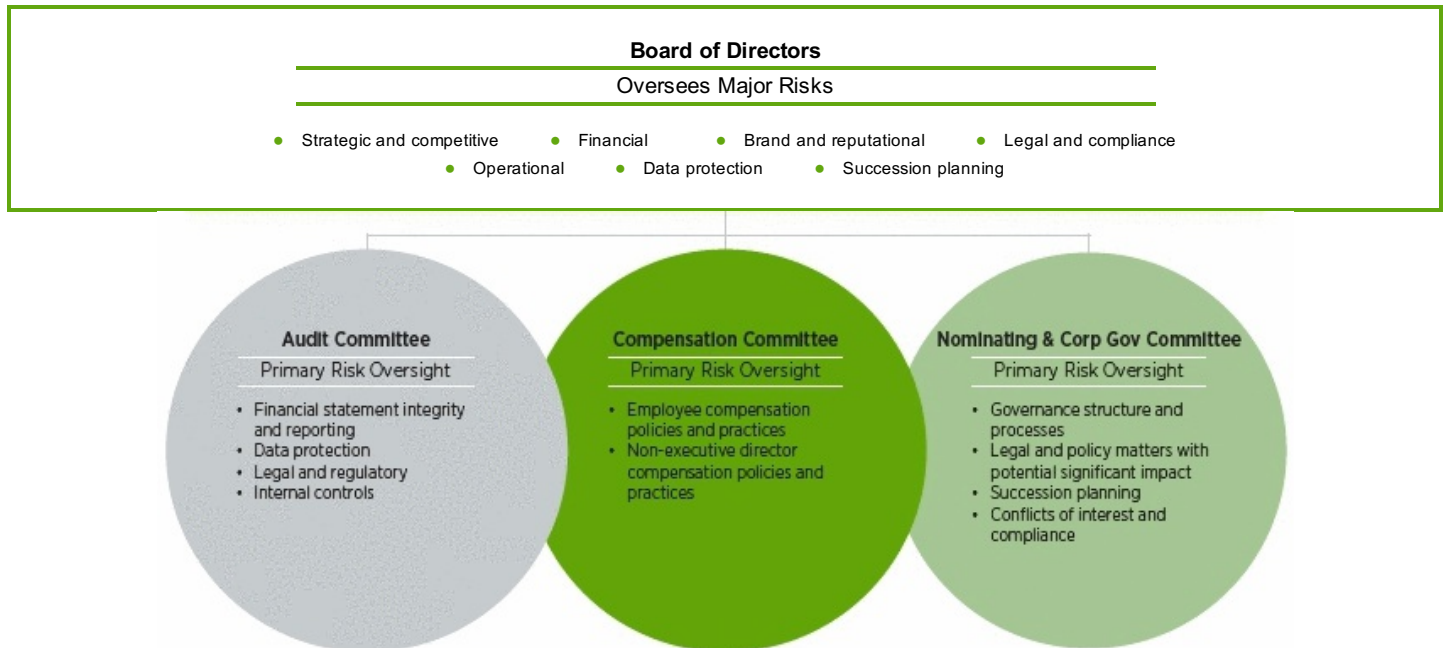 Board of Directors
Oversees Major Risks
● Strategic and competitive ● Financial ● Brand and reputational ● Legal and compliance
● Operational ● Data protection ● Succession planning
Audit Committee
Primary Risk Oversight
• Financial statement integrity
and reporting
• Data protection
• Legal and regulatory
• Internal controls
Compensation Committee
Primary Risk Oversight
• Employee compensation
policies and practices
• Non-executive director
compensation policies and
practices
Nominating & Corp Gov Committee
Primary Risk Oversight
• Governance structure and
processes
• Legal and policy matters with
potential significant impact
• Succession planning
• Conflicts of interest and
compliance